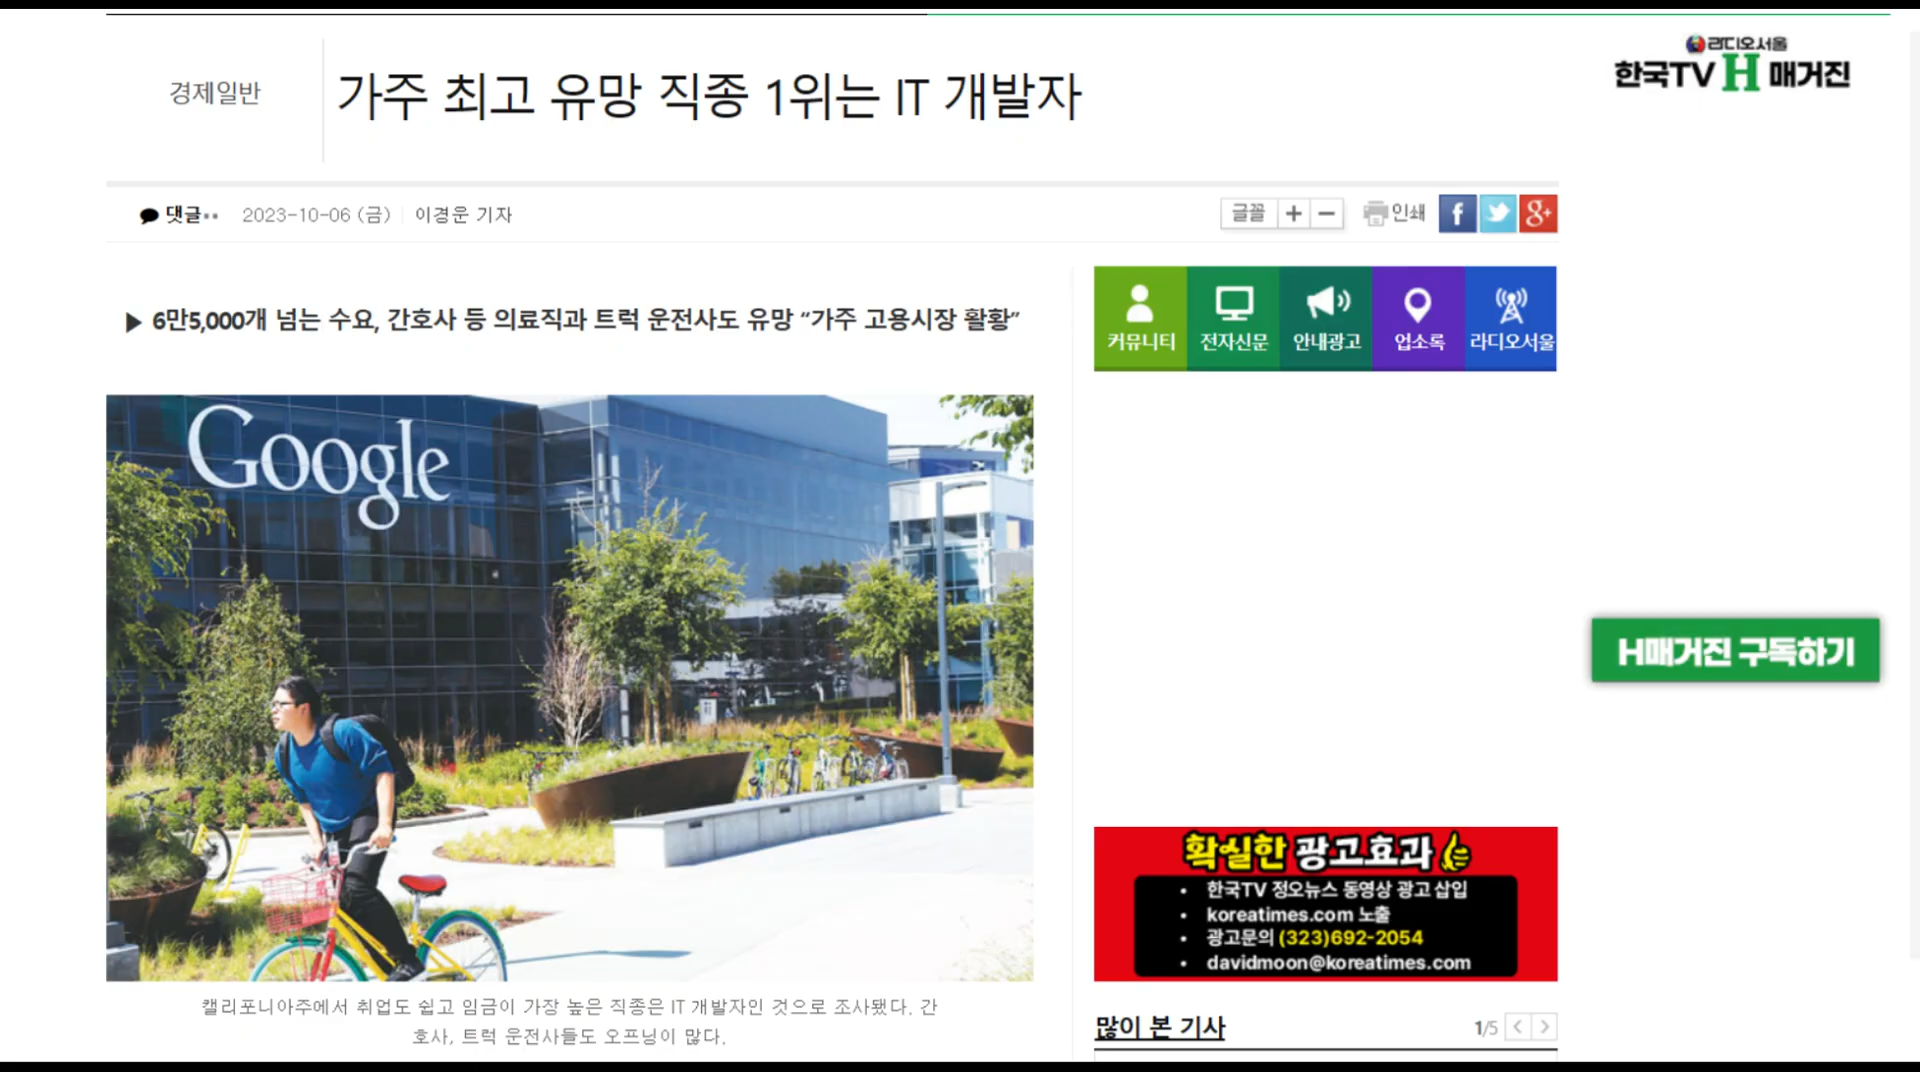 라디오서울
한국TV H 매거진
경제일반
가주 최고 유망 직종 1위는 IT 개발자
댓글
2023-10-06 (금)
이경운 기자
글꼴 + −
인쇄
f
g+
▶ 6만5,000개 넘는 수요, 간호사 등 의료직과 트럭 운전사도 유망 “가주 고용시장 활황”
커뮤니티
전자신문
안내광고
업소록
라디오서울
Google
H매거진 구독하기
확실한 광고효과
• 한국TV 정오뉴스 동영상 광고 삽입
• koreatimes.com 노출
• 광고문의 (323)692-2054
• davidmoon@koreatimes.com
캘리포니아주에서 취업도 쉽고 임금이 가장 높은 직종은 IT 개발자인 것으로 조사됐다. 간
호사, 트럭 운전사들도 오프닝이 많다.
많이 본 기사
1/5 < >